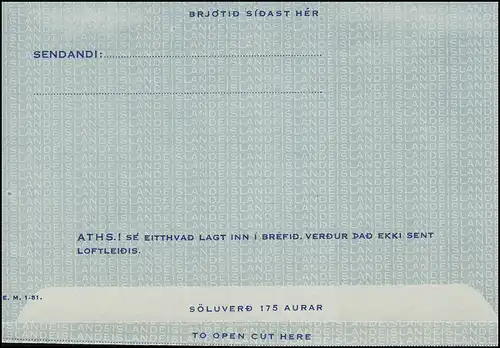 BRJÓTIÐ SÍÐAST HÉR
SENDANDI:
ATHS.! SÉ EITTHVAÐ LAGT INN Í BRÉFIÐ, VERÐUR ÞAÐ EKKI SENT
LOFTLEIÐIS.
E. M. 1-51.
SÖLUVERÐ 175 AURAR
TO OPEN CUT HERE